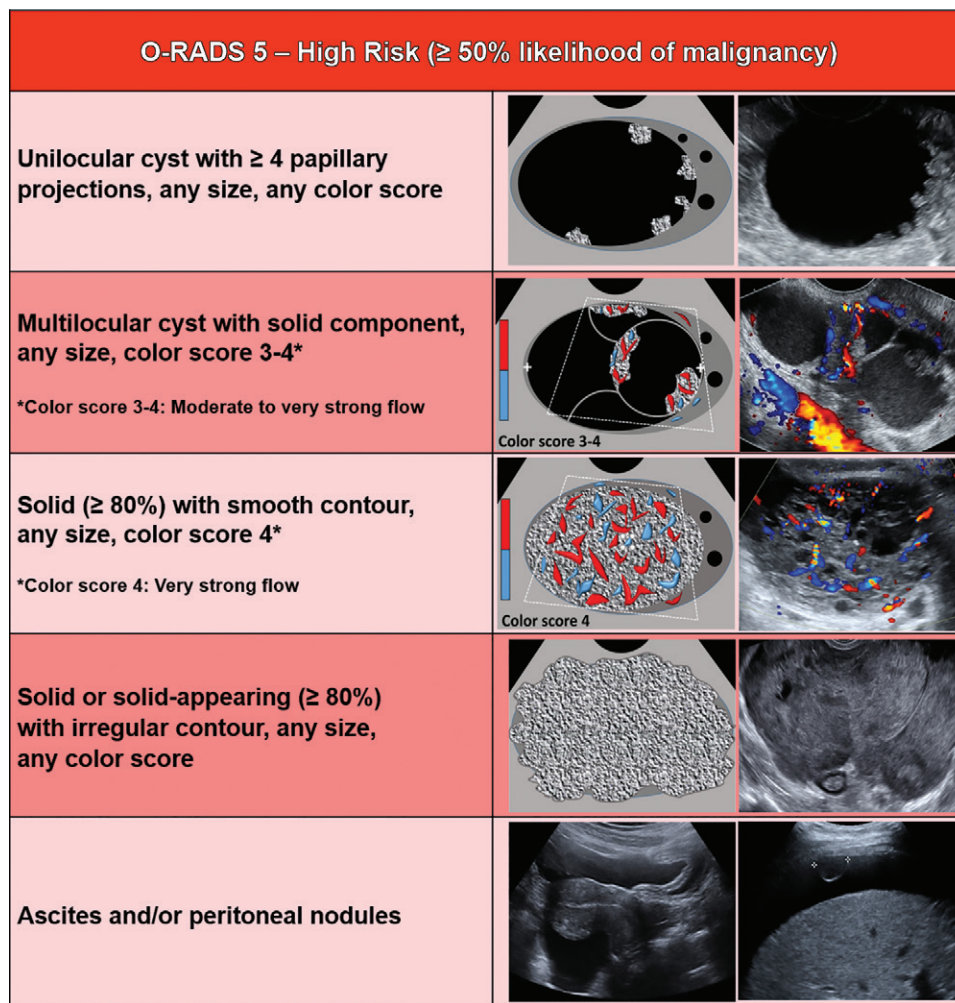 O-RADS 5 – High Risk (≥ 50% likelihood of malignancy)
Unilocular cyst with ≥ 4 papillary
projections, any size, any color score
Multilocular cyst with solid component,
any size, color score 3-4*
*Color score 3-4: Moderate to very strong flow
Color score 3-4
Solid (≥ 80%) with smooth contour,
any size, color score 4*
*Color score 4: Very strong flow
Color score 4
Solid or solid-appearing (≥ 80%)
with irregular contour, any size,
any color score
Ascites and/or peritoneal nodules